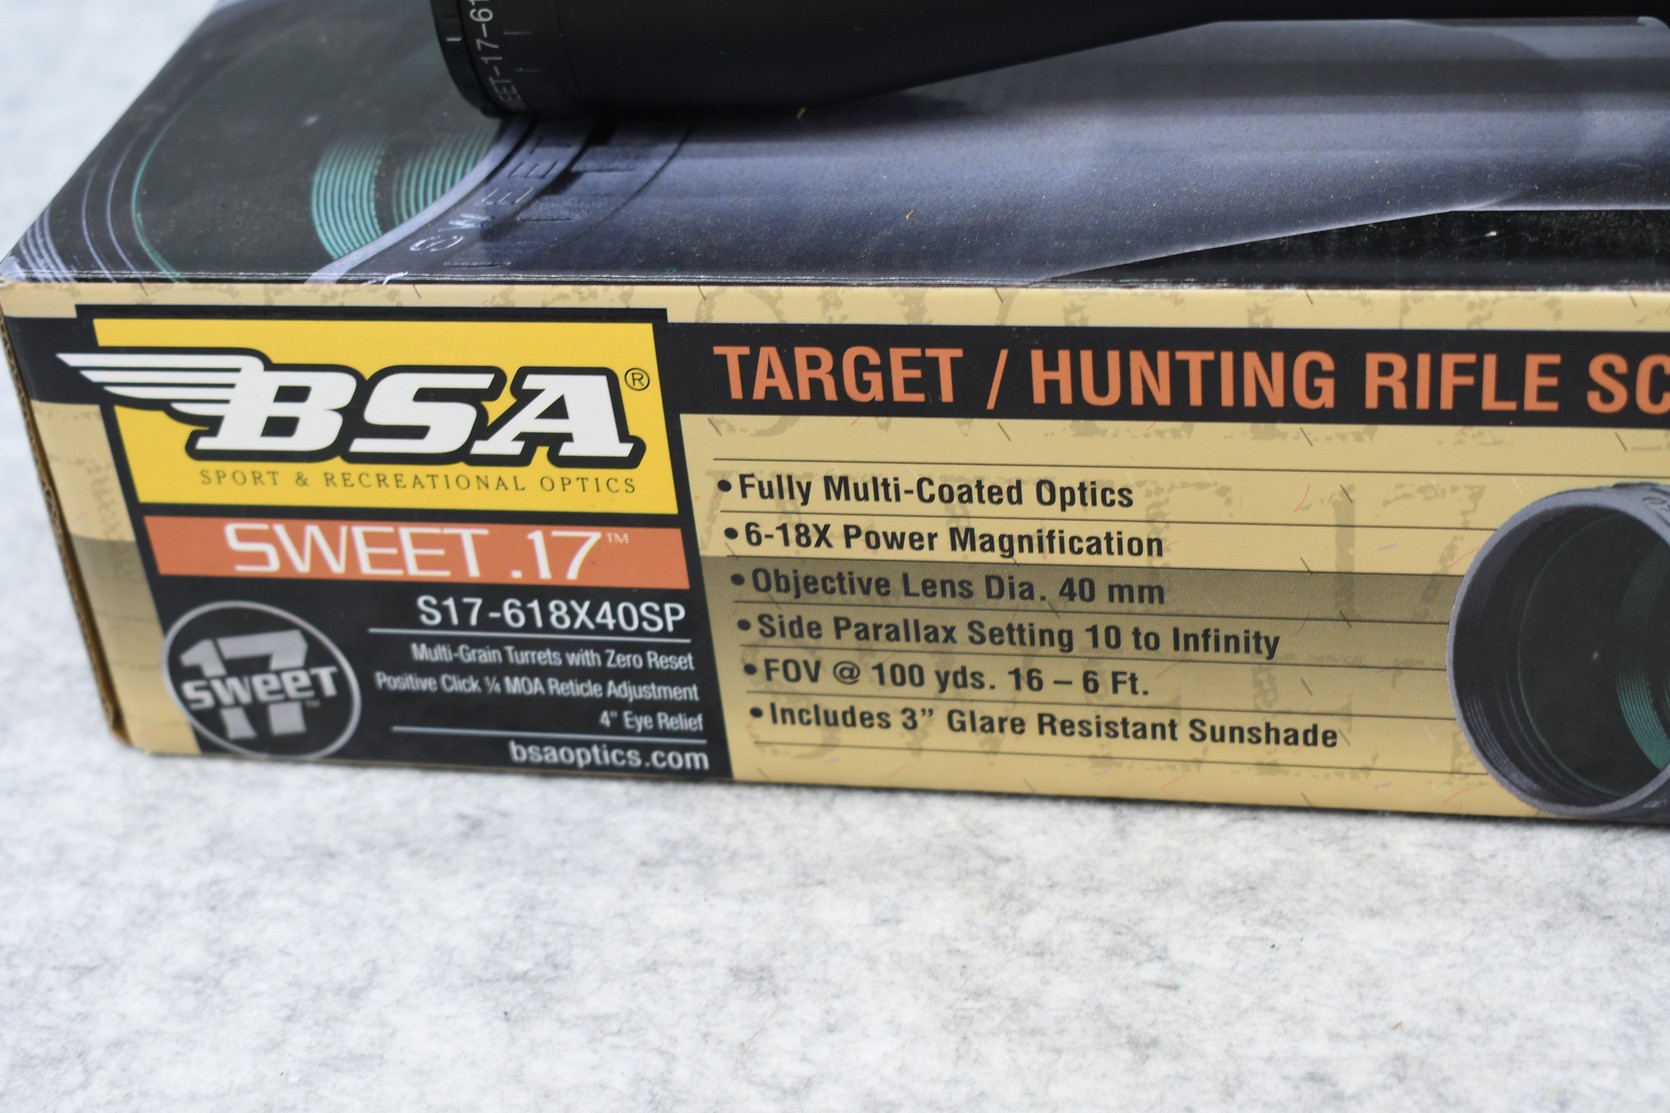 EET-17-61
SWEET
BSA®
SPORT & RECREATIONAL OPTICS
SWEET .17™
S17-618X40SP
17
sweet™
Multi-Grain Turrets with Zero Reset
Positive Click ¼ MOA Reticle Adjustment
4" Eye Relief
bsaoptics.com
TARGET / HUNTING RIFLE SC
•Fully Multi-Coated Optics
•6-18X Power Magnification
•Objective Lens Dia. 40 mm
•Side Parallax Setting 10 to Infinity
•FOV @ 100 yds. 16 – 6 Ft.
•Includes 3” Glare Resistant Sunshade